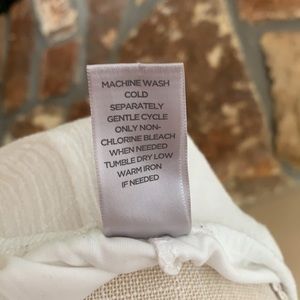 MACHINE WASH
COLD
SEPARATELY
GENTLE CYCLE
ONLY NON-
CHLORINE BLEACH
WHEN NEEDED
TUMBLE DRY LOW
WARM IRON
IF NEEDED